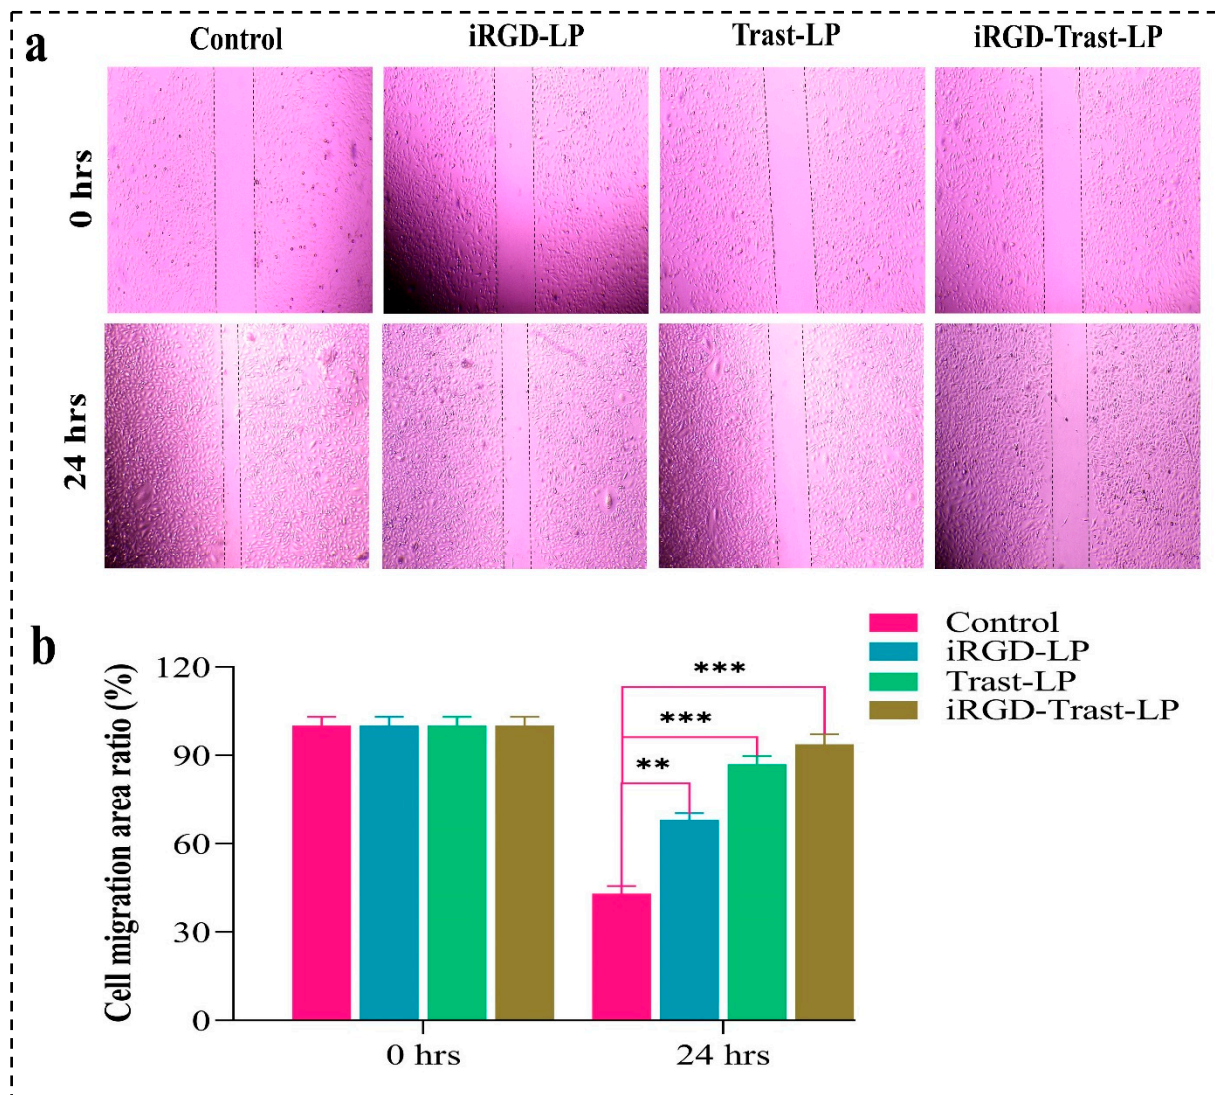 a
Control iRGD-LP Trast-LP iRGD-Trast-LP
0 hrs
24 hrs
b
Control
iRGD-LP
Trast-LP
iRGD-Trast-LP
Cell migration area ratio (%)
120
90
60
30
0
***
***
**
0 hrs 24 hrs